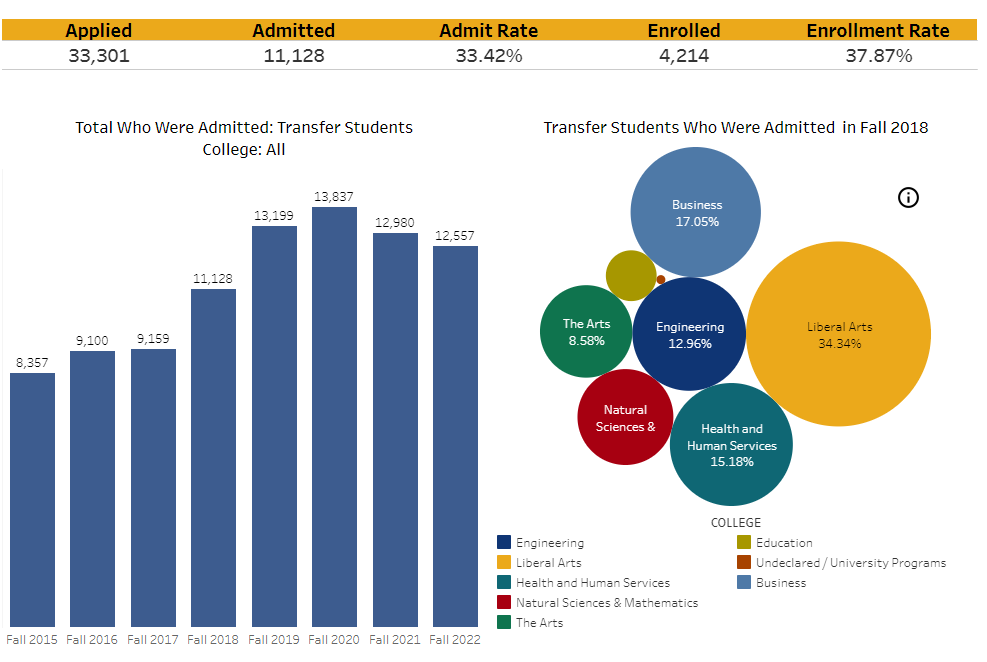 Applied Admitted Admit Rate Enrolled Enrollment Rate
33,301 11,128 33.42% 4,214 37.87%
Total Who Were Admitted: Transfer Students
College: All
13,837
13,199
12,980
12,557
11,128
9,100
9,159
8,357
Fall 2015 Fall 2016 Fall 2017 Fall 2018 Fall 2019 Fall 2020 Fall 2021 Fall 2022
Transfer Students Who Were Admitted in Fall 2018
i
Business
17.05%
The Arts
8.58%
Engineering
12.96%
Liberal Arts
34.34%
Natural
Sciences &
Health and
Human Services
15.18%
COLLEGE
Engineering
Liberal Arts
Health and Human Services
Natural Sciences & Mathematics
The Arts
Education
Undeclared / University Programs
Business